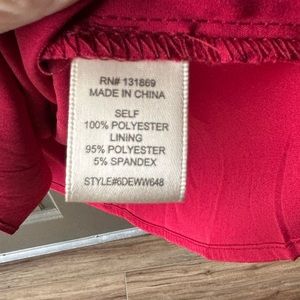 RN# 131869
MADE IN CHINA
SELF
100% POLYESTER
LINING
95% POLYESTER
5% SPANDEX
STYLE#6DEWW648